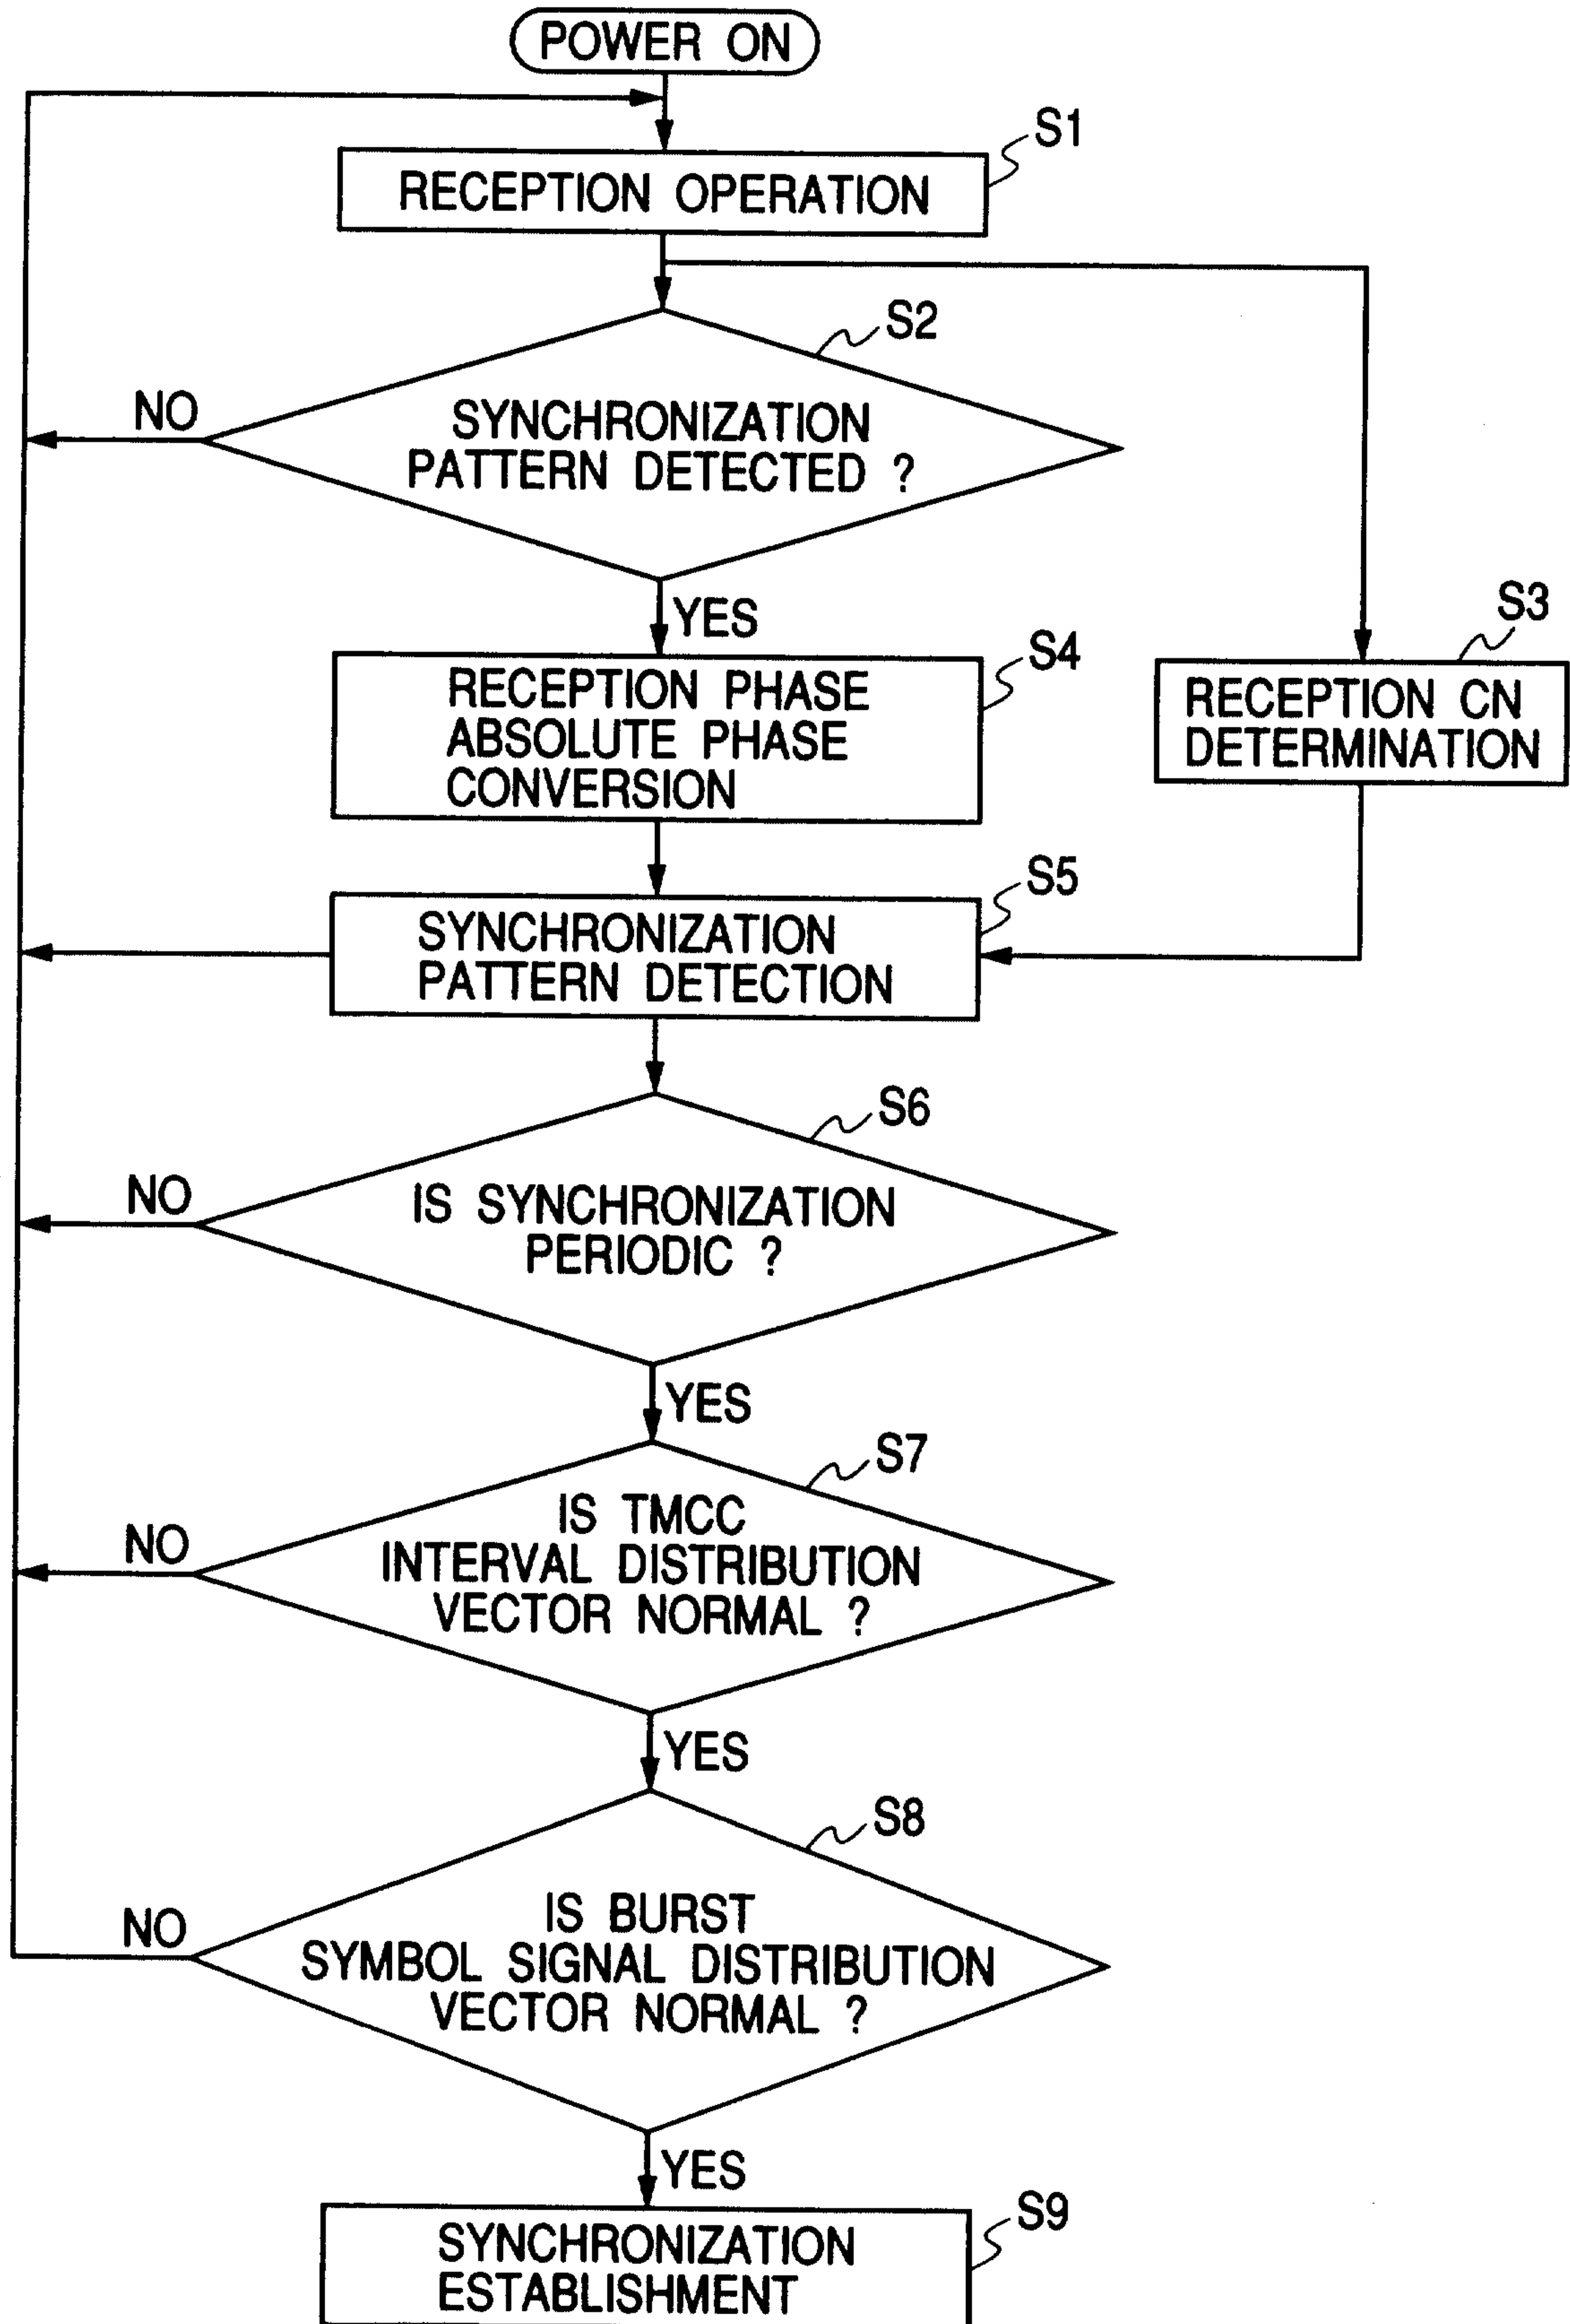 POWER ON
S1
RECEPTION OPERATION
S2
NO
SYNCHRONIZATION
PATTERN DETECTED ?
YES
S3
RECEPTION CN
DETERMINATION
S4
RECEPTION PHASE
ABSOLUTE PHASE
CONVERSION
S5
SYNCHRONIZATION
PATTERN DETECTION
S6
NO
IS SYNCHRONIZATION
PERIODIC ?
YES
S7
NO
IS TMCC
INTERVAL DISTRIBUTION
VECTOR NORMAL ?
YES
S8
NO
IS BURST
SYMBOL SIGNAL DISTRIBUTION
VECTOR NORMAL ?
YES
S9
SYNCHRONIZATION
ESTABLISHMENT